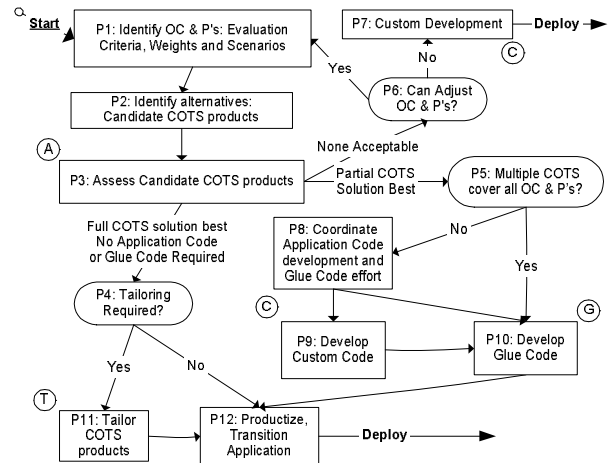 Start
P1: Identify OC & P's: Evaluation
Criteria, Weights and Scenarios
P7: Custom Development
Deploy
C
No
Yes
P6: Can Adjust
OC & P's?
P2: Identify alternatives:
Candidate COTS products
A
None Acceptable
P3: Assess Candidate COTS products
Partial COTS
Solution Best
P5: Multiple COTS
cover all OC & P's?
Full COTS solution best
No Application Code
or Glue Code Required
P8: Coordinate
Application Code
development and
Glue Code effort
No
Yes
P4: Tailoring
Required?
C
G
P9: Develop
Custom Code
P10: Develop
Glue Code
Yes
No
T
P11: Tailor
COTS
products
P12: Productize,
Transition
Application
Deploy